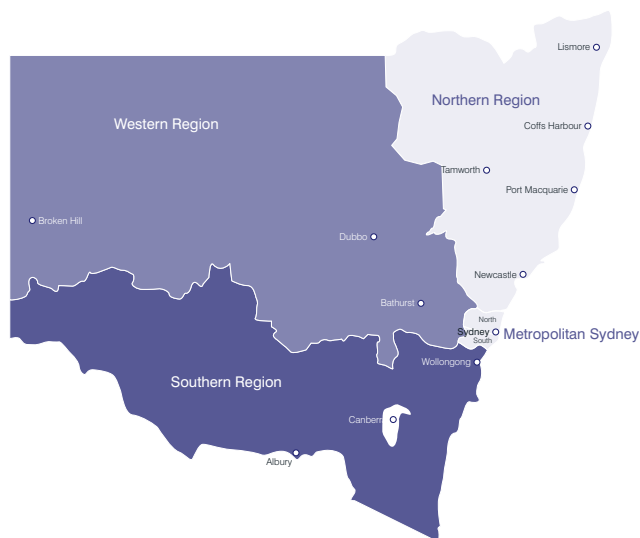 Lismore
Northern Region
Western Region
Coffs Harbour
Tamworth
Port Macquarie
Broken Hill
Dubbo
Newcastle
Bathurst
North
Sydney
Metropolitan Sydney
South
Wollongong
Southern Region
Canberra
Albury